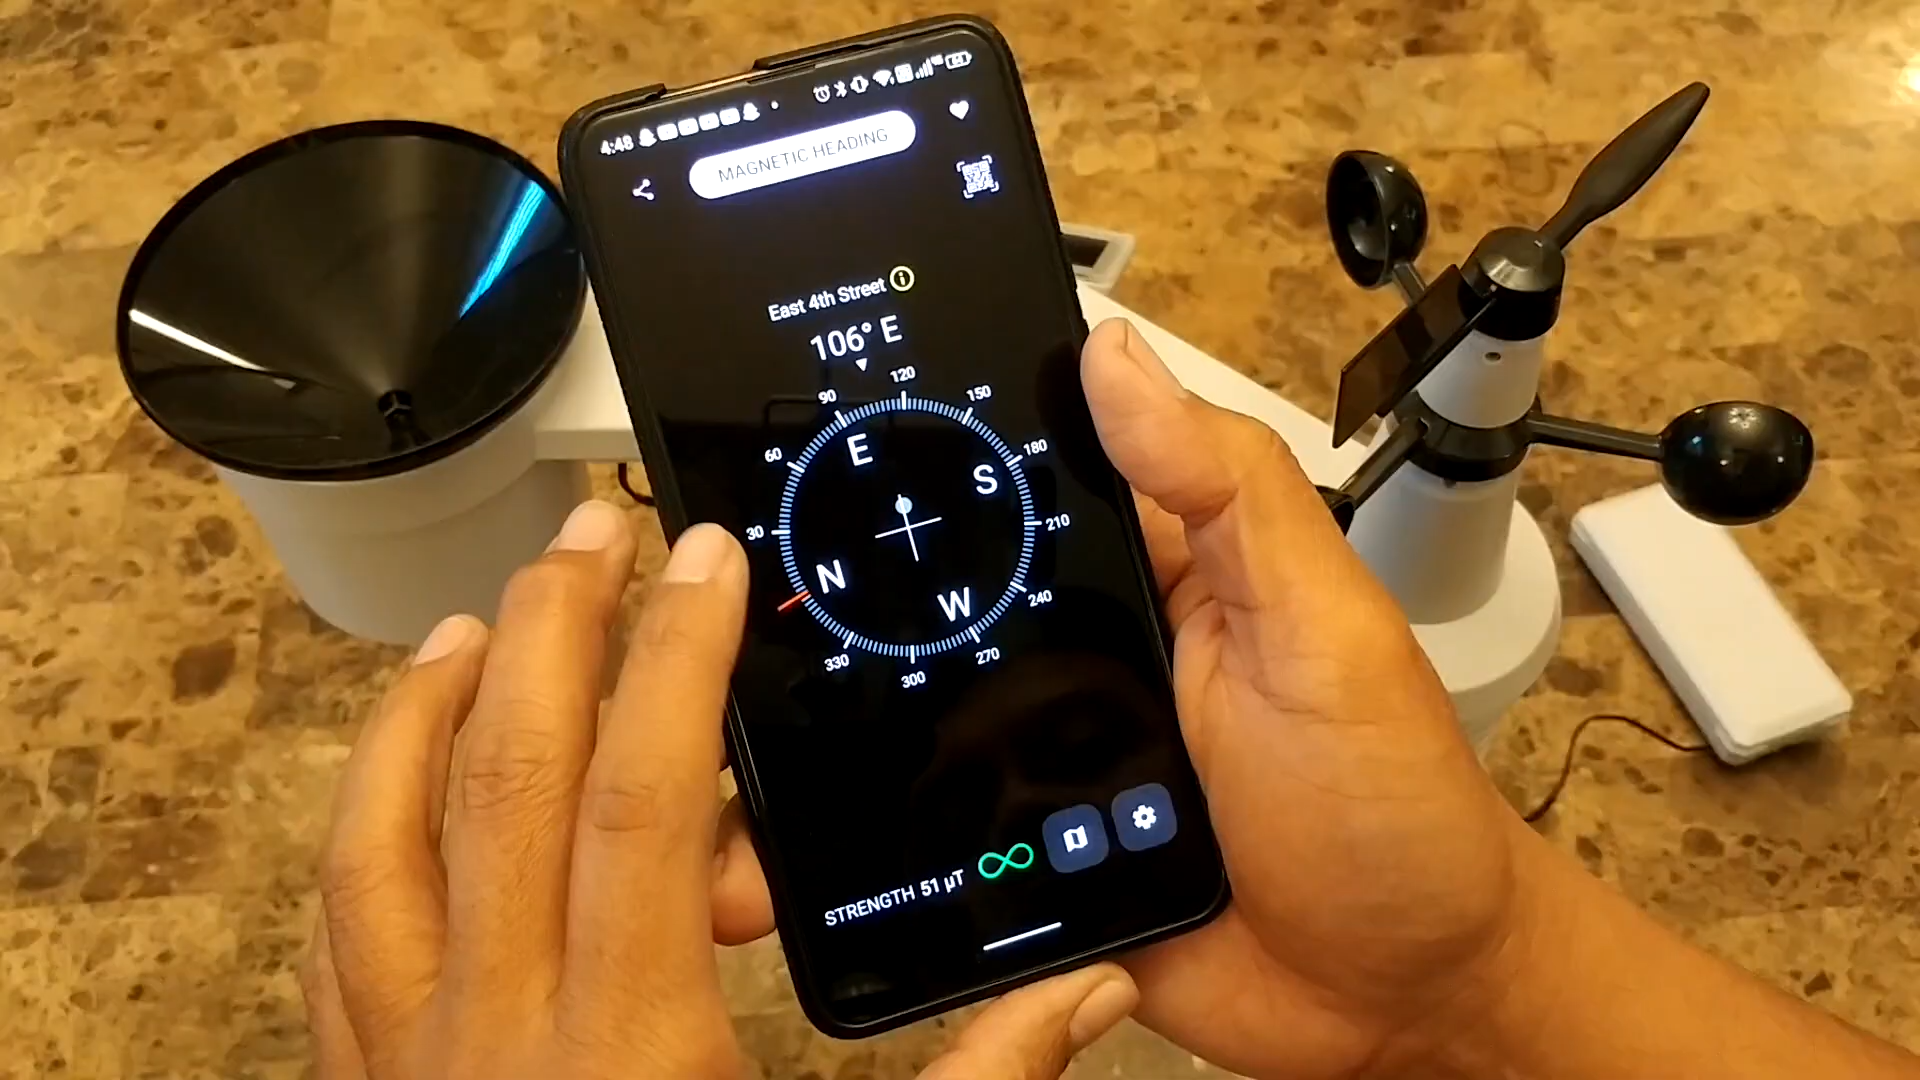 4:48
MAGNETIC HEADING
East 4th Street
106° E
120
90
150
60
E
180
S
30
210
N
W
240
330
270
300
STRENGTH 51 µT